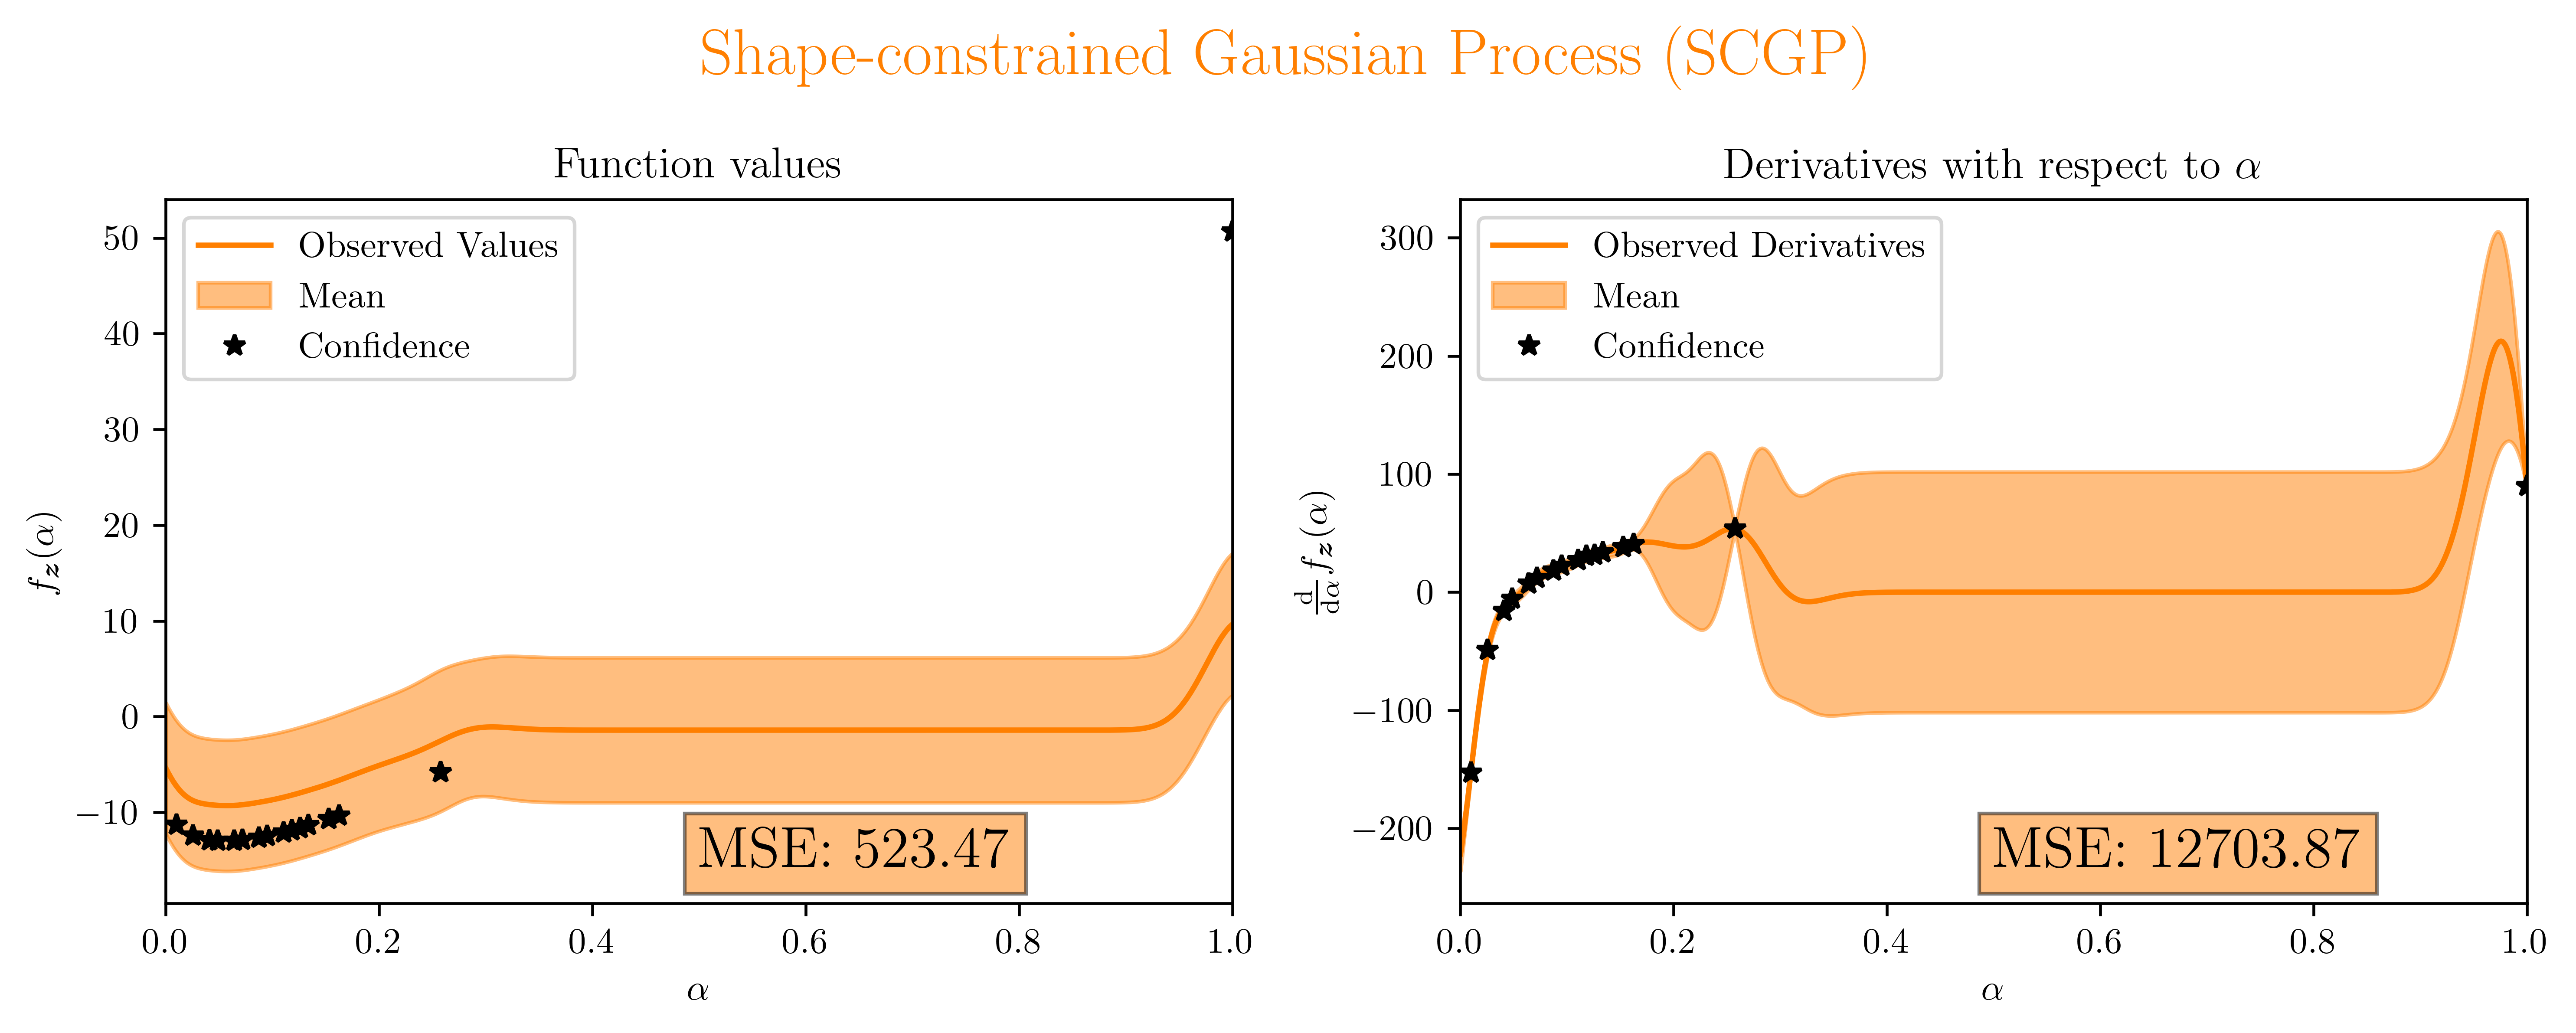 Shape-constrained Gaussian Process (SCGP)
Function values
50
40
30
20
10
0
−10
f_z(α)
Observed Values
Mean
Confidence
MSE: 523.47
0.0 0.2 0.4 0.6 0.8 1.0
α
Derivatives with respect to α
300
200
100
0
−100
−200
d/dα f_z(α)
Observed Derivatives
Mean
Confidence
MSE: 12703.87
0.0 0.2 0.4 0.6 0.8 1.0
α